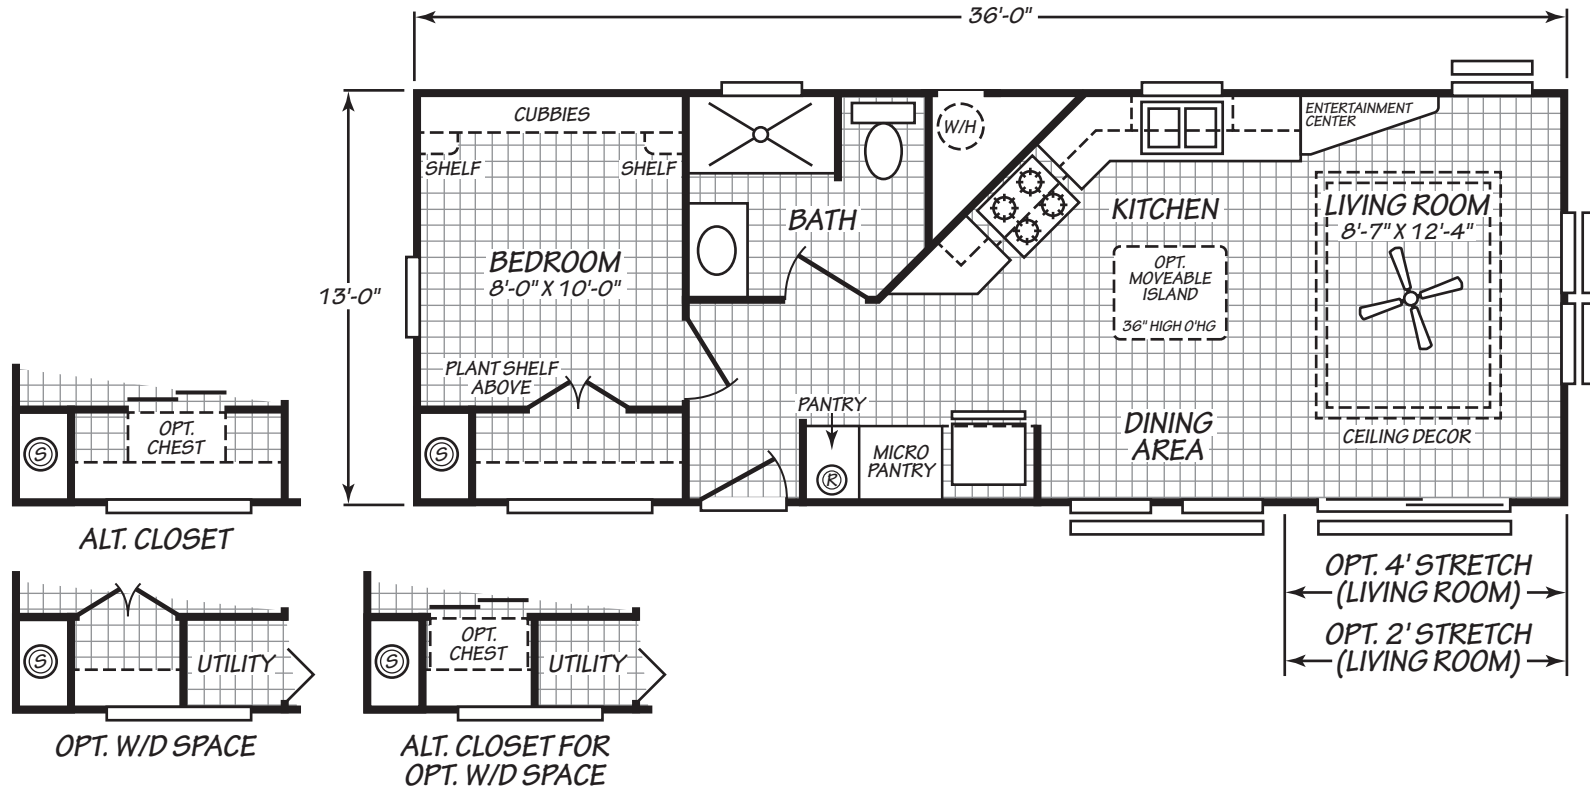 36'-0"
13'-0"
CUBBIES
SHELF
SHELF
BEDROOM
8'-0" X 10'-0"
PLANT SHELF
ABOVE
S
BATH
W/H
KITCHEN
OPT.
MOVEABLE
ISLAND
36" HIGH O'HG
ENTERTAINMENT
CENTER
LIVING ROOM
8'-7" X 12'-4"
CEILING DECOR
DINING
AREA
PANTRY
R
MICRO
PANTRY
OPT. 4' STRETCH
(LIVING ROOM)
OPT. 2' STRETCH
(LIVING ROOM)
S
OPT.
CHEST
ALT. CLOSET
S
UTILITY
OPT. W/D SPACE
S
OPT.
CHEST
UTILITY
ALT. CLOSET FOR
OPT. W/D SPACE